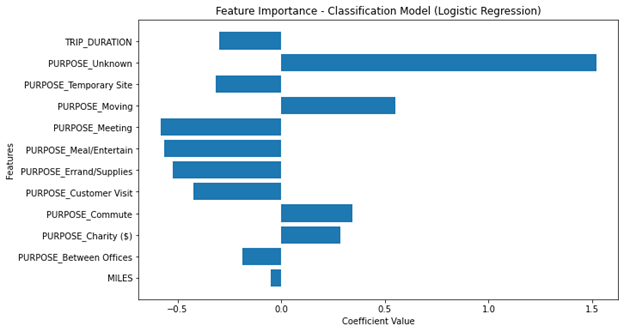 Feature Importance - Classification Model (Logistic Regression)
TRIP_DURATION
PURPOSE_Unknown
PURPOSE_Temporary Site
PURPOSE_Moving
PURPOSE_Meeting
PURPOSE_Meal/Entertain
PURPOSE_Errand/Supplies
PURPOSE_Customer Visit
PURPOSE_Commute
PURPOSE_Charity ($)
PURPOSE_Between Offices
MILES
Features
−0.5 0.0 0.5 1.0 1.5
Coefficient Value